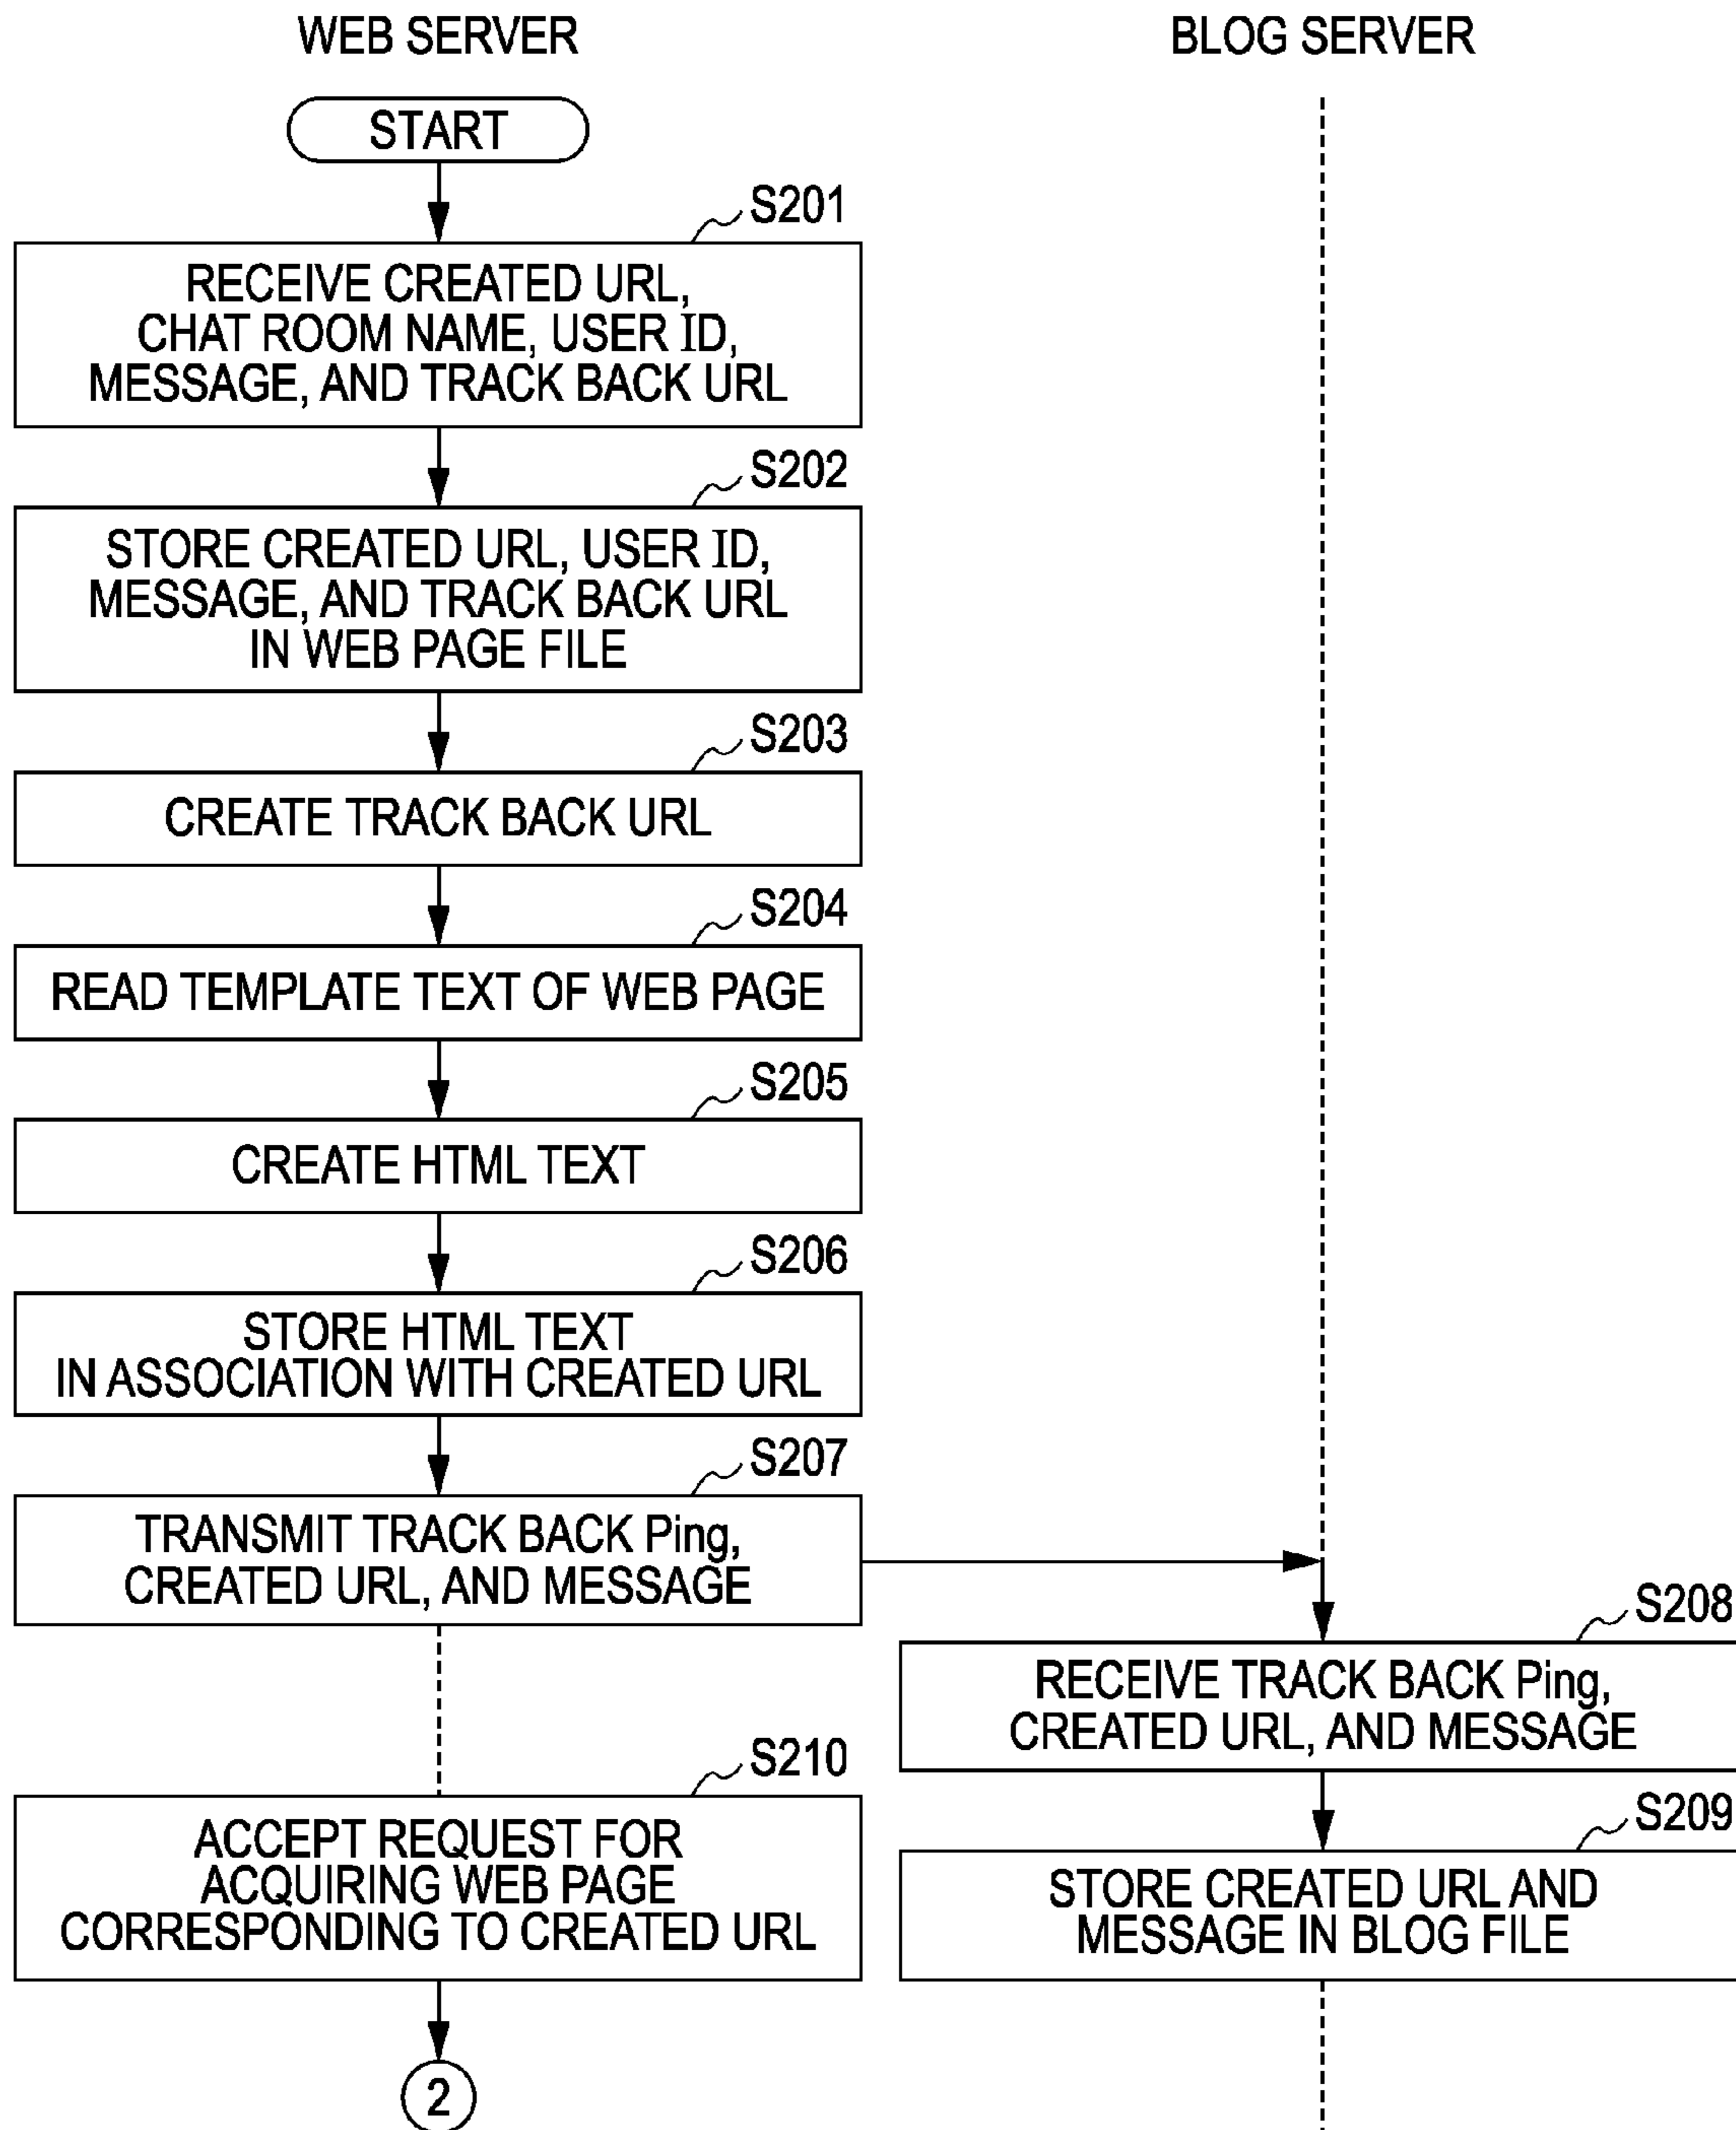 WEB SERVER
BLOG SERVER
START
S201
RECEIVE CREATED URL,
CHAT ROOM NAME, USER ID,
MESSAGE, AND TRACK BACK URL
S202
STORE CREATED URL, USER ID,
MESSAGE, AND TRACK BACK URL
IN WEB PAGE FILE
S203
CREATE TRACK BACK URL
S204
READ TEMPLATE TEXT OF WEB PAGE
S205
CREATE HTML TEXT
S206
STORE HTML TEXT
IN ASSOCIATION WITH CREATED URL
S207
TRANSMIT TRACK BACK Ping,
CREATED URL, AND MESSAGE
S208
RECEIVE TRACK BACK Ping,
CREATED URL, AND MESSAGE
S209
STORE CREATED URL AND
MESSAGE IN BLOG FILE
S210
ACCEPT REQUEST FOR
ACQUIRING WEB PAGE
CORRESPONDING TO CREATED URL
2